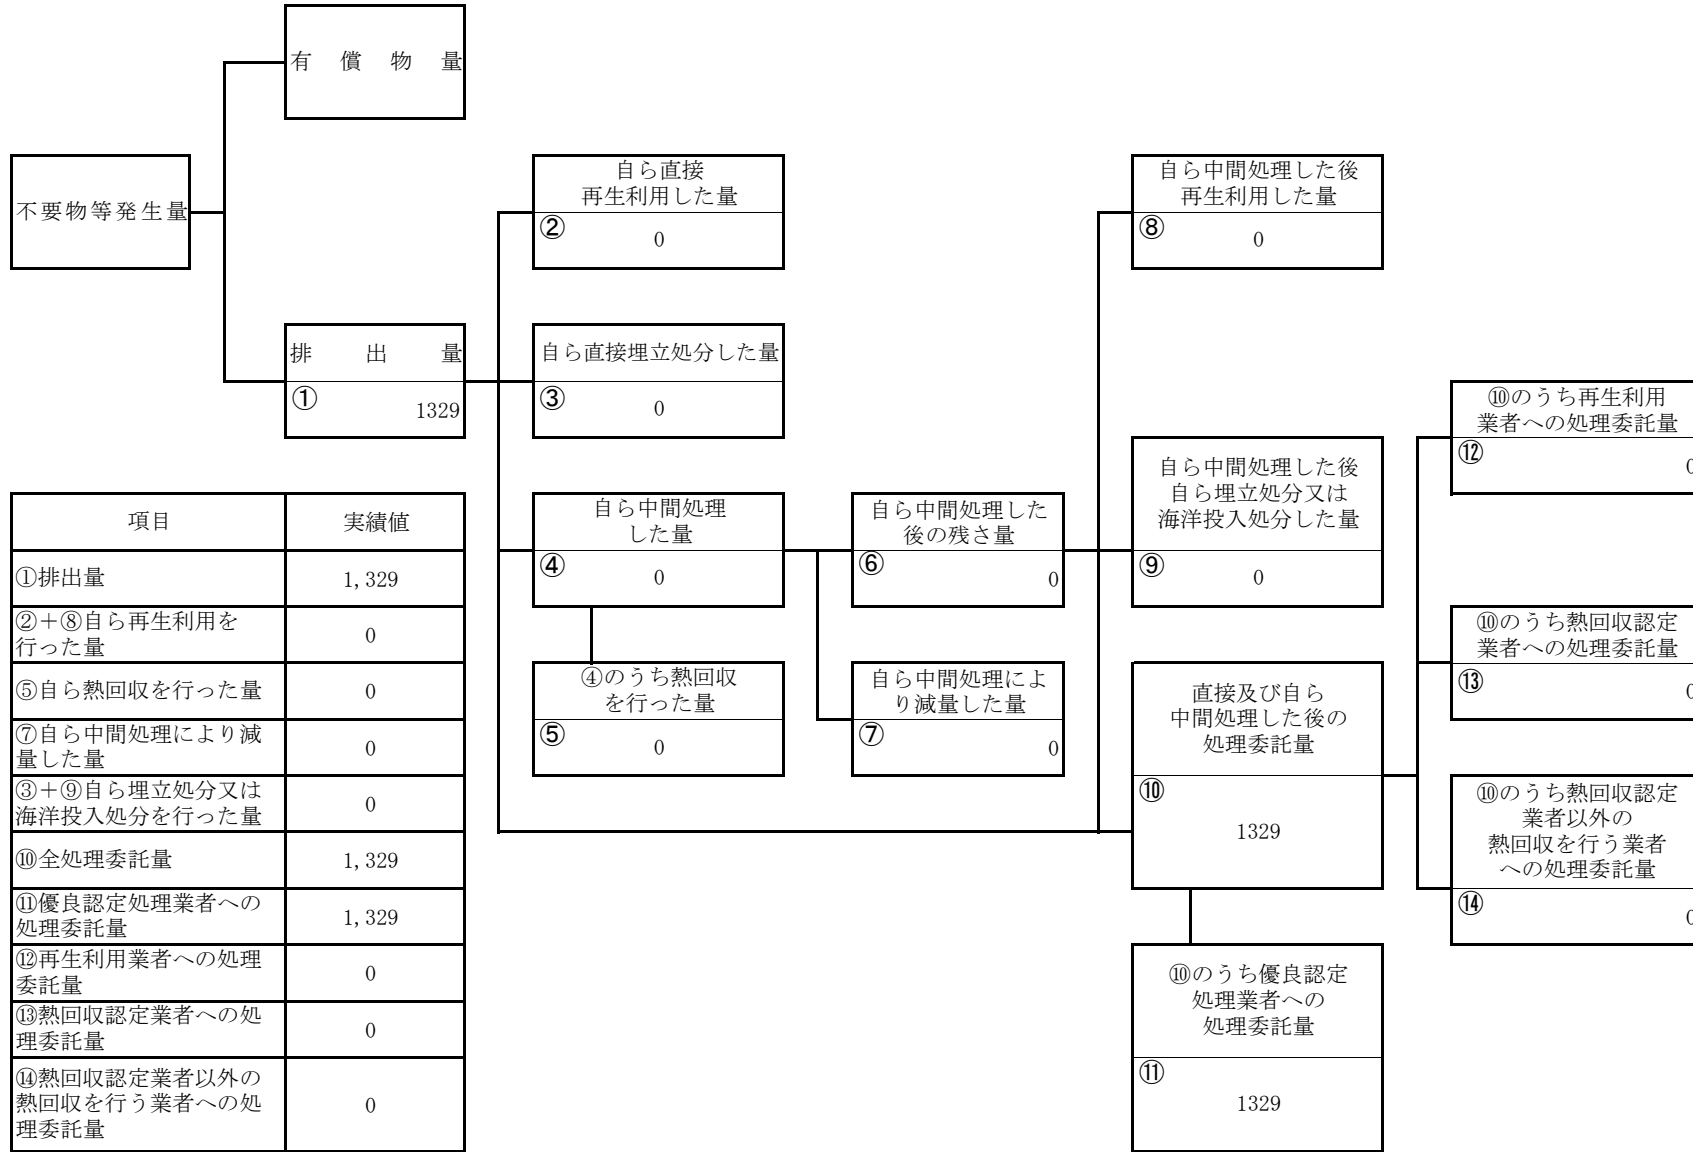 有償物量
不要物等発生量
排出量
①
1329
自ら直接
再生利用した量
②
0
自ら直接埋立処分した量
③
0
自ら中間処理
した量
④
0
④のうち熱回収
を行った量
⑤
0
自ら中間処理した
後の残さ量
⑥
0
自ら中間処理によ
り減量した量
⑦
0
自ら中間処理した後
再生利用した量
⑧
0
自ら中間処理した後
自ら埋立処分又は
海洋投入処分した量
⑨
0
直接及び自ら
中間処理した後の
処理委託量
⑩
1329
⑩のうち優良認定
処理業者への
処理委託量
⑪
1329
⑩のうち再生利用
業者への処理委託量
⑫
0
⑩のうち熱回収認定
業者への処理委託量
⑬
0
⑩のうち熱回収認定
業者以外の
熱回収を行う業者
への処理委託量
⑭
0
項目 実績値
①排出量 1,329
②＋⑧自ら再生利用を
行った量 0
⑤自ら熱回収を行った量 0
⑦自ら中間処理により減
量した量 0
③＋⑨自ら埋立処分又は
海洋投入処分を行った量 0
⑩全処理委託量 1,329
⑪優良認定処理業者への
処理委託量 1,329
⑫再生利用業者への処理
委託量 0
⑬熱回収認定業者への処
理委託量 0
⑭熱回収認定業者以外の
熱回収を行う業者への処
理委託量 0